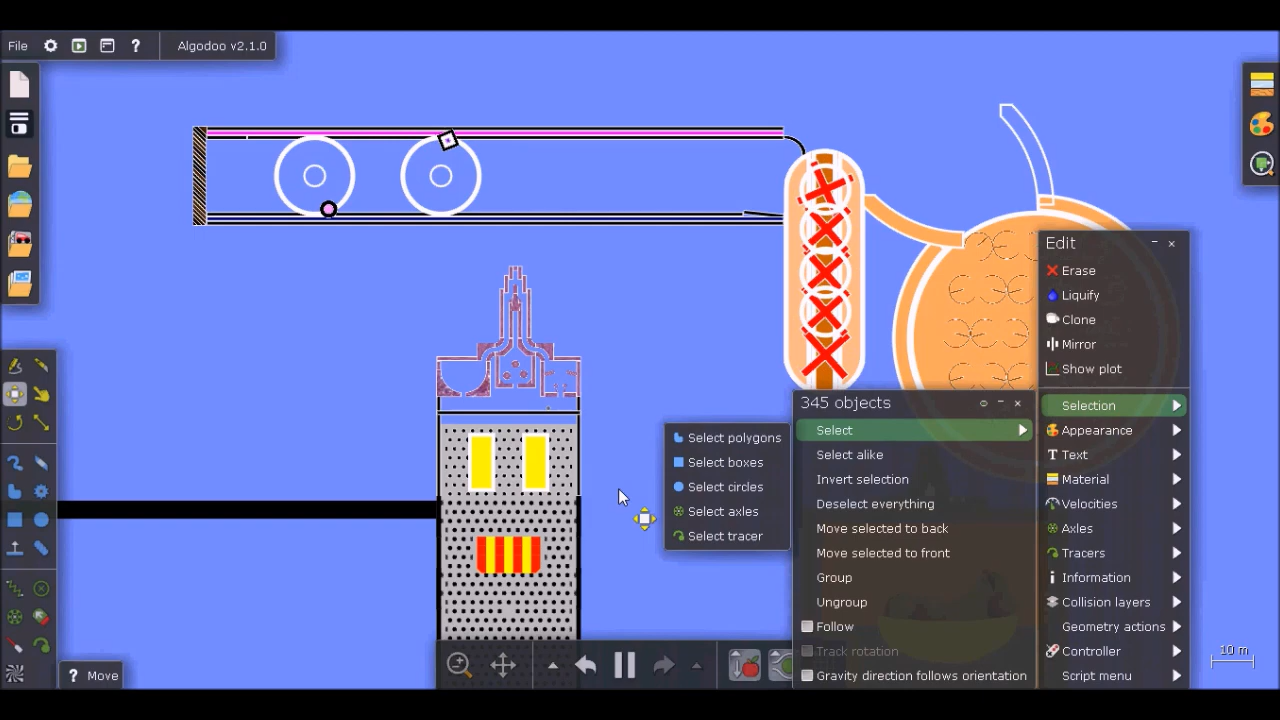 File ? Algodoo v2.1.0
Edit
Erase
Liquify
Clone
Mirror
Show plot
345 objects
Selection
Select
Appearance
Select polygons
Select alike
Text
Select boxes
Invert selection
Material
Select circles
Deselect everything
Velocities
Select axles
Move selected to back
Axles
Select tracer
Move selected to front
Tracers
Group
Information
Ungroup
Collision layers
Follow
Geometry actions
Track rotation
Controller
10 m
? Move
Gravity direction follows orientation
Script menu